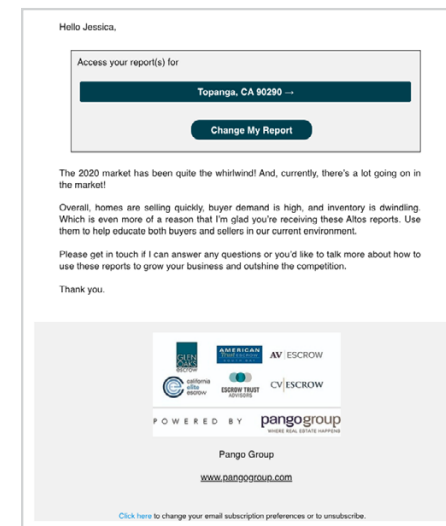 Hello Jessica,
Access your report(s) for
Topanga, CA 90290 →
Change My Report
The 2020 market has been quite the whirlwind! And, currently, there's a lot going on in
the market!
Overall, homes are selling quickly, buyer demand is high, and inventory is dwindling.
Which is even more of a reason that I'm glad you're receiving these Altos reports. Use
them to help educate both buyers and sellers in our current environment.
Please get in touch if I can answer any questions or you'd like to talk more about how to
use these reports to grow your business and outshine the competition.
Thank you.
GLEN
OAKS
ESCROW
AMERICAN
AV ESCROW
california
elite
escrow
ESCROW TRUST
ADVISORS
CV ESCROW
POWERED BY
pangogroup
WHERE REAL ESTATE HAPPENS
Pango Group
www.pangogroup.com
Click here to change your email subscription preferences or to unsubscribe.